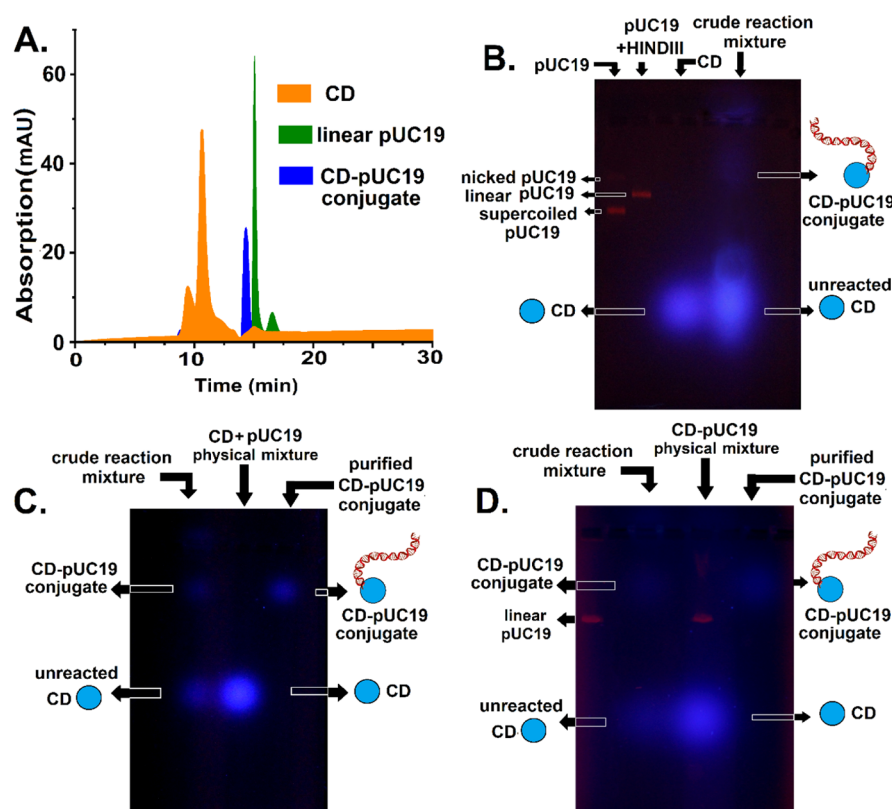 A.
60
40
20
0
10
20
30
Absorption(mAU)
Time (min)
CD
linear pUC19
CD-pUC19
conjugate
B.
pUC19
pUC19
+HINDIII
CD
crude reaction
mixture
nicked pUC19
linear pUC19
supercoiled
pUC19
CD
CD-pUC19
conjugate
unreacted
CD
C.
crude reaction
mixture
CD+ pUC19
physical mixture
purified
CD-pUC19
conjugate
CD-pUC19
conjugate
unreacted
CD
CD-pUC19
conjugate
CD
D.
crude reaction
mixture
CD-pUC19
physical mixture
purified
CD-pUC19
conjugate
CD-pUC19
conjugate
linear
pUC19
unreacted
CD
CD-pUC19
conjugate
CD